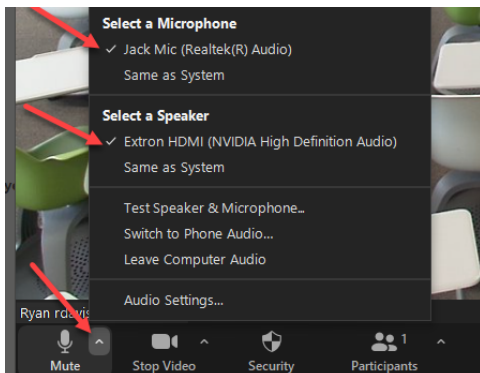 Select a Microphone
✓ Jack Mic (Realtek(R) Audio)
Same as System
Select a Speaker
✓ Extron HDMI (NVIDIA High Definition Audio)
Same as System
Test Speaker & Microphone...
Switch to Phone Audio...
Leave Computer Audio
Audio Settings...
Mute
Stop Video
Security
1
Participants